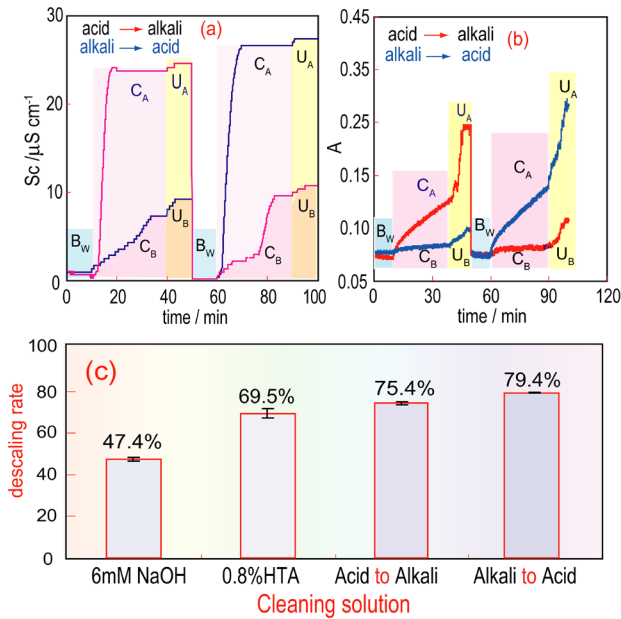 acid → alkali
alkali → acid
(a)
Sc /μS cm⁻¹
30
20
10
0
C_A
U_A
C_A
U_A
B_W
C_B
U_B
B_W
C_B
U_B
0 20 40 60 80 100
time / min
acid → alkali
alkali → acid
(b)
A
0.45
0.35
0.25
0.15
0.10
0.05
C_A
U_A
C_A
U_A
B_W
C_B
U_B
B_W
C_B
U_B
0 30 60 90 120
time / min
(c)
descaling rate
100
80
60
40
20
0
47.4%
69.5%
75.4%
79.4%
6mM NaOH 0.8%HTA Acid to Alkali Alkali to Acid
Cleaning solution